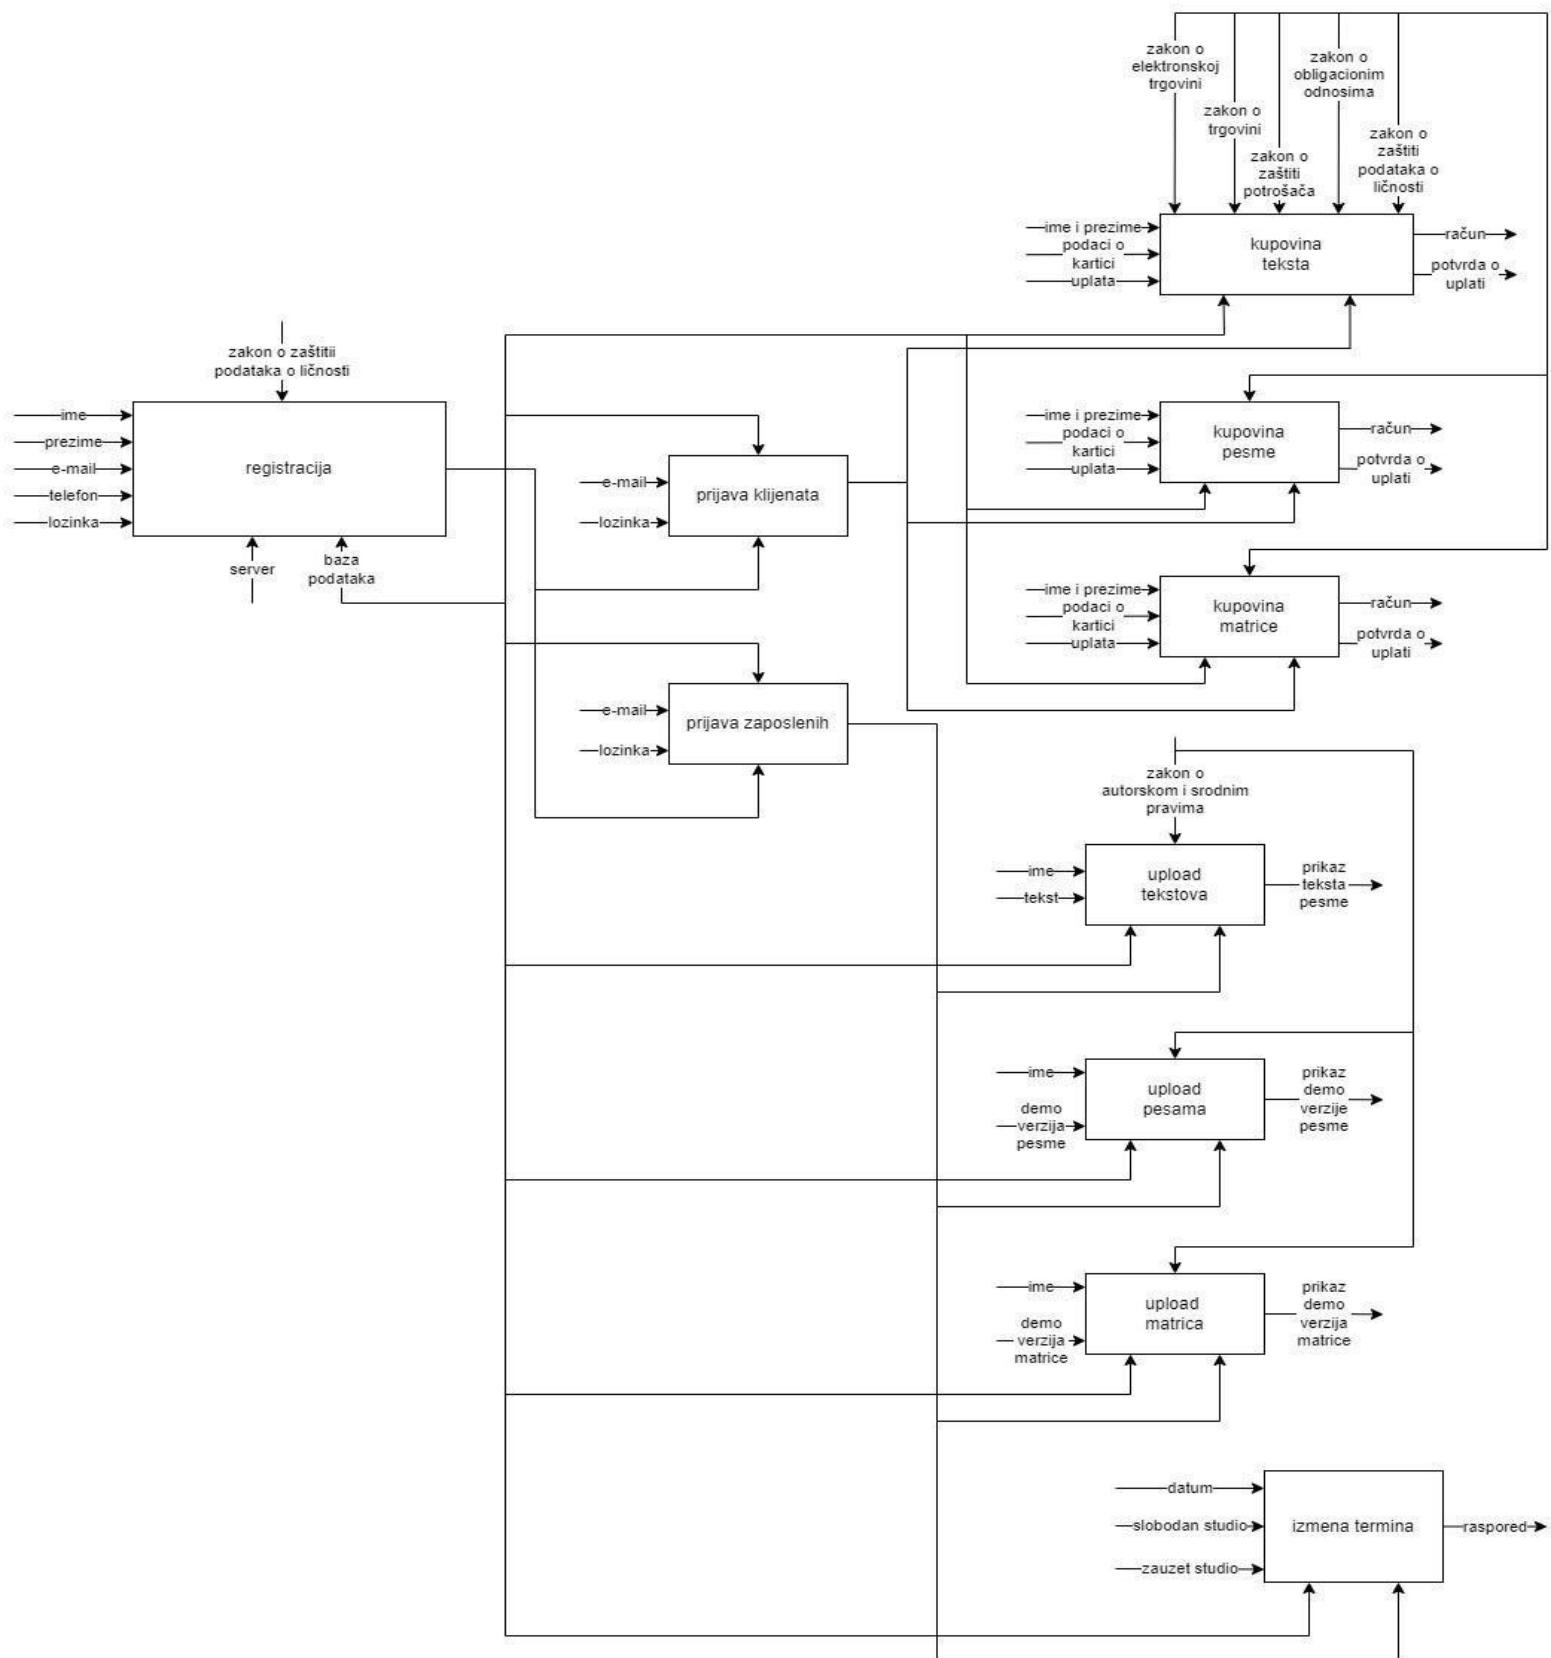 zakon o
elektronskoj
trgovini
zakon o
trgovini
zakon o
zaštiti
potrošača
zakon o
obligacionim
odnosima
zakon o
zaštiti
podataka o
ličnosti
ime i prezime
podaci o
kartici
uplata
kupovina
teksta
račun
potvrda o
uplati
zakon o zaštitii
podataka o ličnosti
ime
prezime
e-mail
telefon
lozinka
registracija
server
baza
podataka
e-mail
lozinka
prijava klijenata
ime i prezime
podaci o
kartici
uplata
kupovina
pesme
račun
potvrda o
uplati
ime i prezime
podaci o
kartici
uplata
kupovina
matrice
račun
potvrda o
uplati
e-mail
lozinka
prijava zaposlenih
zakon o
autorskom i srodnim
pravima
ime
tekst
upload
tekstova
prikaz
teksta
pesme
ime
demo
verzija
pesme
upload
pesama
prikaz
demo
verzije
pesme
ime
demo
verzija
matrice
upload
matrica
prikaz
demo
verzija
matrice
datum
slobodan studio
zauzet studio
izmena termina
raspored